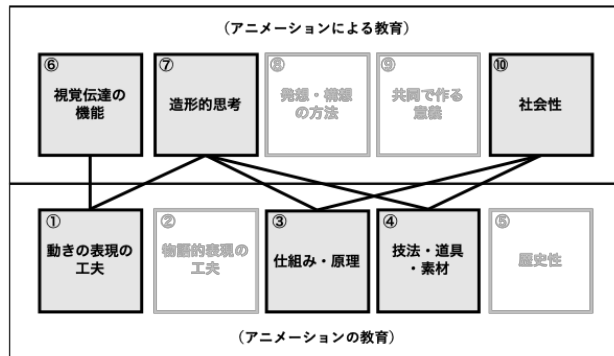 (アニメーションによる教育)
⑥
視覚伝達の
機能
⑦
造形的思考
⑧
発想・構想
の方法
⑨
共同で作る
意義
⑩
社会性
①
動きの表現の
工夫
②
物語的表現の
工夫
③
仕組み・原理
④
技法・道具
・素材
⑤
歴史性
(アニメーションの教育)